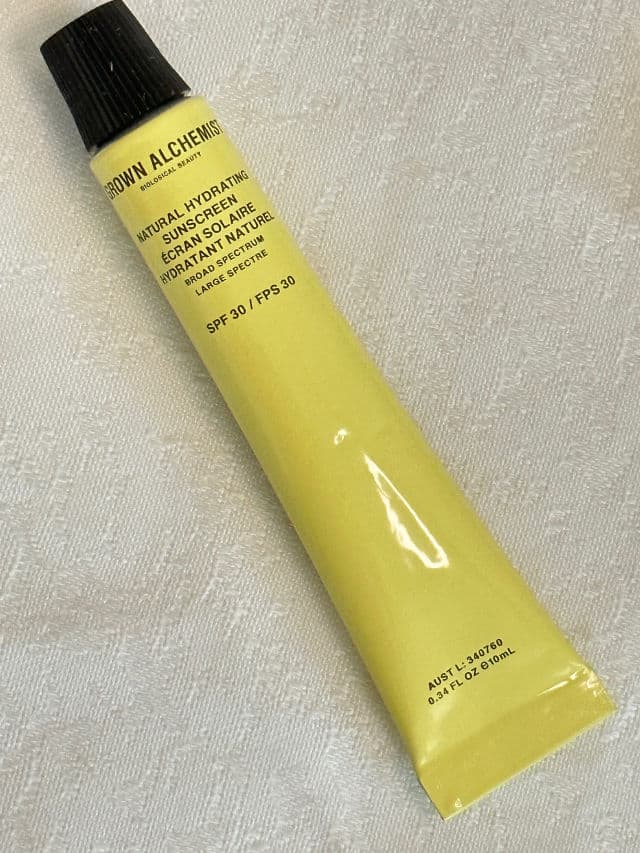 GROWN ALCHEMIST
BIOLOGICAL BEAUTY
NATURAL HYDRATING
SUNSCREEN
ÉCRAN SOLAIRE
HYDRATANT NATUREL
BROAD SPECTRUM
LARGE SPECTRE
SPF 30 / FPS 30
AUST L: 340760
0.34 FL OZ ℮10mL